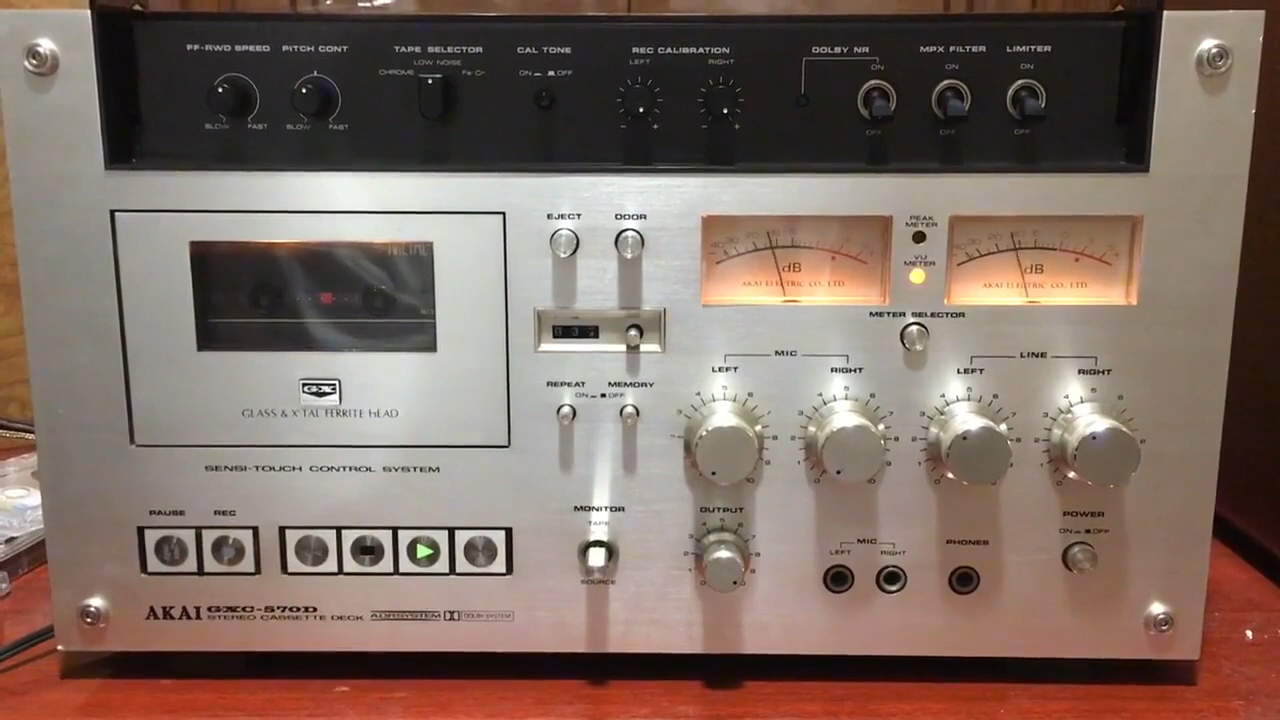 FF-RWD SPEED PITCH CONT TAPE SELECTOR CAL TONE REC CALIBRATION DOLBY NR MPX FILTER LIMITER
LOW NOISE
CHROME Fe-Cr ON OFF LEFT RIGHT ON ON ON
SLOW FAST SLOW FAST - + - + OFF OFF OFF
EJECT DOOR
PEAK METER
VU METER
dB dB
AKAI ELECTRIC CO., LTD. AKAI ELECTRIC CO., LTD.
METER SELECTOR
METAL
GX
GLASS & X'TAL FERRITE HEAD
REPEAT MEMORY
ON OFF
MIC LINE
LEFT RIGHT LEFT RIGHT
SENSI-TOUCH CONTROL SYSTEM
PAUSE REC
MONITOR
TAPE
SOURCE
OUTPUT
MIC
LEFT RIGHT
PHONES
POWER
ON OFF
AKAI GXC-570D
STEREO CASSETTE DECK ADR SYSTEM DOLBY SYSTEM